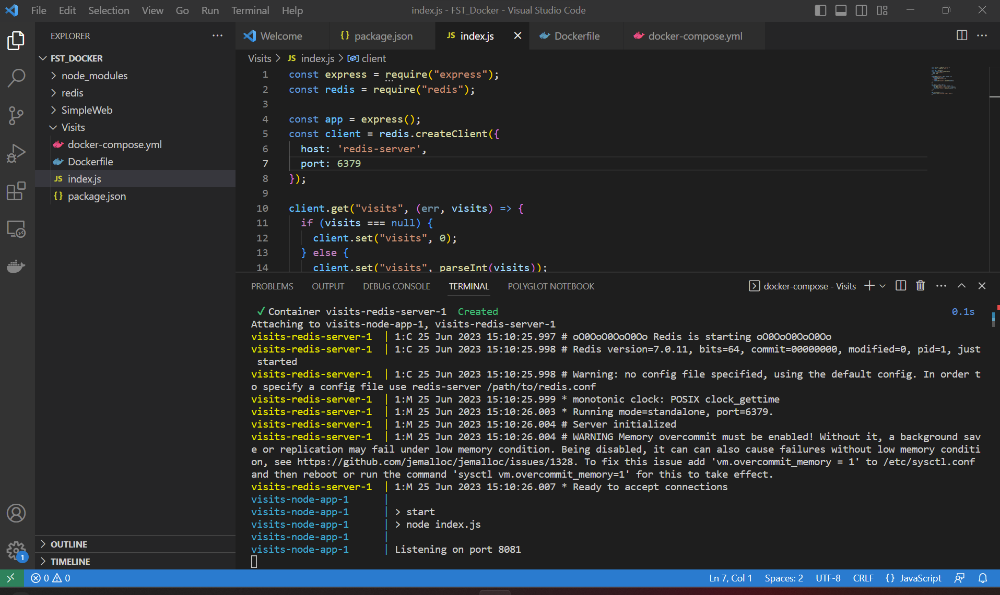 File Edit Selection View Go Run Terminal Help
index.js - FST_Docker - Visual Studio Code
EXPLORER
FST_DOCKER
node_modules
redis
SimpleWeb
Visits
docker-compose.yml
Dockerfile
JS index.js
{} package.json
OUTLINE
TIMELINE
Welcome {} package.json JS index.js Dockerfile docker-compose.yml
Visits > JS index.js > client
1 const express = require("express");
2 const redis = require("redis");
3
4 const app = express();
5 const client = redis.createClient({
6 host: 'redis-server',
7 port: 6379
8 });
9
10 client.get("visits", (err, visits) => {
11 if (visits === null) {
12 client.set("visits", 0);
13 } else {
14 client.set("visits", parseInt(visits));
PROBLEMS OUTPUT DEBUG CONSOLE TERMINAL POLYGLOT NOTEBOOK
docker-compose - Visits
✓ Container visits-redis-server-1 Created 0.1s
Attaching to visits-node-app-1, visits-redis-server-1
visits-redis-server-1 | 1:C 25 Jun 2023 15:10:25.997 # oO0OoO0OoO0Oo Redis is starting oO0OoO0OoO0Oo
visits-redis-server-1 | 1:C 25 Jun 2023 15:10:25.998 # Redis version=7.0.11, bits=64, commit=00000000, modified=0, pid=1, just
started
visits-redis-server-1 | 1:C 25 Jun 2023 15:10:25.998 # Warning: no config file specified, using the default config. In order t
o specify a config file use redis-server /path/to/redis.conf
visits-redis-server-1 | 1:M 25 Jun 2023 15:10:25.999 * monotonic clock: POSIX clock_gettime
visits-redis-server-1 | 1:M 25 Jun 2023 15:10:26.003 * Running mode=standalone, port=6379.
visits-redis-server-1 | 1:M 25 Jun 2023 15:10:26.004 # Server initialized
visits-redis-server-1 | 1:M 25 Jun 2023 15:10:26.004 # WARNING Memory overcommit must be enabled! Without it, a background sav
e or replication may fail under low memory condition. Being disabled, it can can also cause failures without low memory conditi
on, see https://github.com/jemalloc/jemalloc/issues/1328. To fix this issue add 'vm.overcommit_memory = 1' to /etc/sysctl.conf
and then reboot or run the command 'sysctl vm.overcommit_memory=1' for this to take effect.
visits-redis-server-1 | 1:M 25 Jun 2023 15:10:26.007 * Ready to accept connections
visits-node-app-1 |
visits-node-app-1 | > start
visits-node-app-1 | > node index.js
visits-node-app-1 |
visits-node-app-1 | Listening on port 8081
1
0 0
Ln 7, Col 1 Spaces: 2 UTF-8 CRLF {} JavaScript